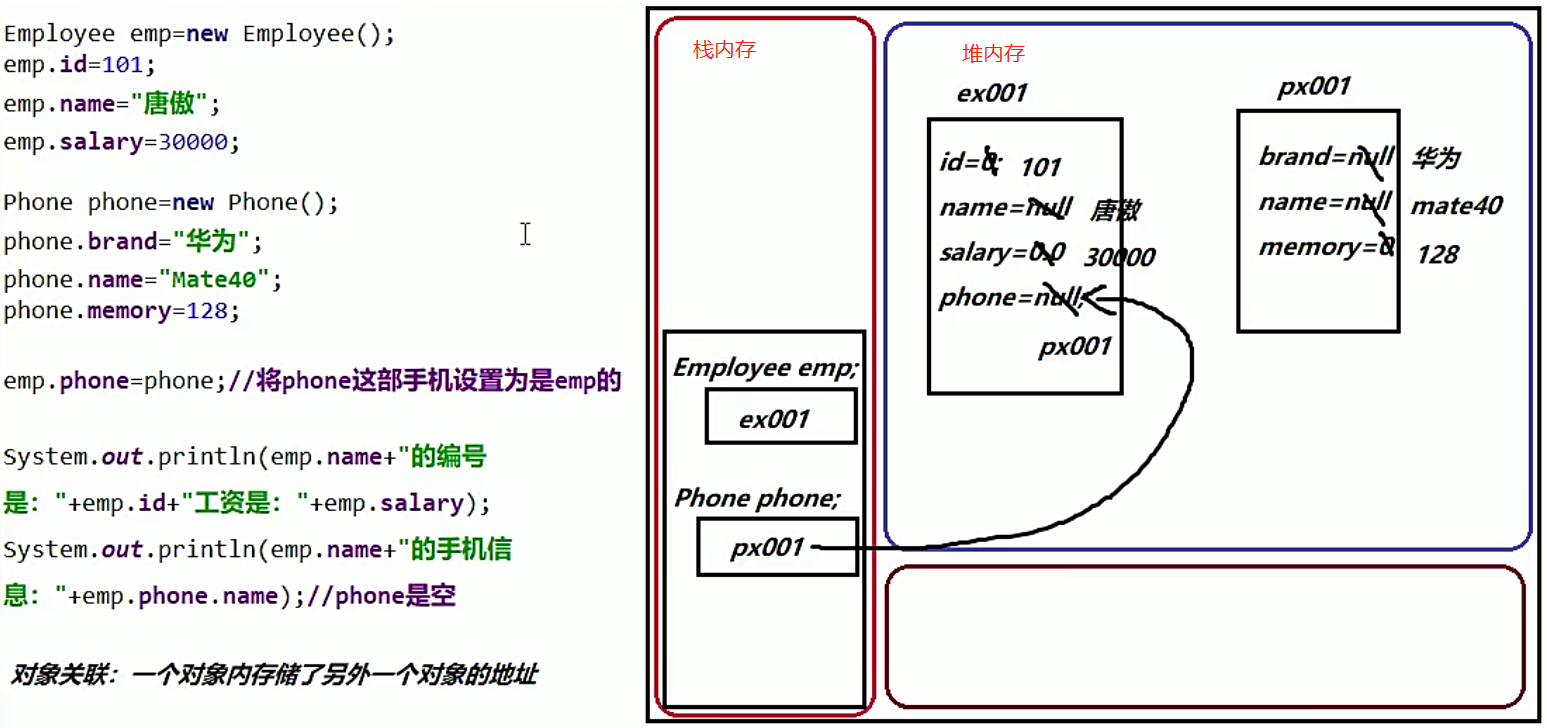 Employee emp=new Employee();
emp.id=101;
emp.name="唐傲";
emp.salary=30000;
Phone phone=new Phone();
phone.brand="华为";
phone.name="Mate40";
phone.memory=128;
emp.phone=phone;//将phone这部手机设置为是emp的
System.out.println(emp.name+"的编号
是："+emp.id+"工资是："+emp.salary);
System.out.println(emp.name+"的手机信
息："+emp.phone.name);//phone是空
对象关联：一个对象内存储了另外一个对象的地址
栈内存
Employee emp;
ex001
Phone phone;
px001
堆内存
ex001
id=0; 101
name=null 唐傲
salary=0.0 30000
phone=null;
px001
px001
brand=null 华为
name=null mate40
memory=0 128